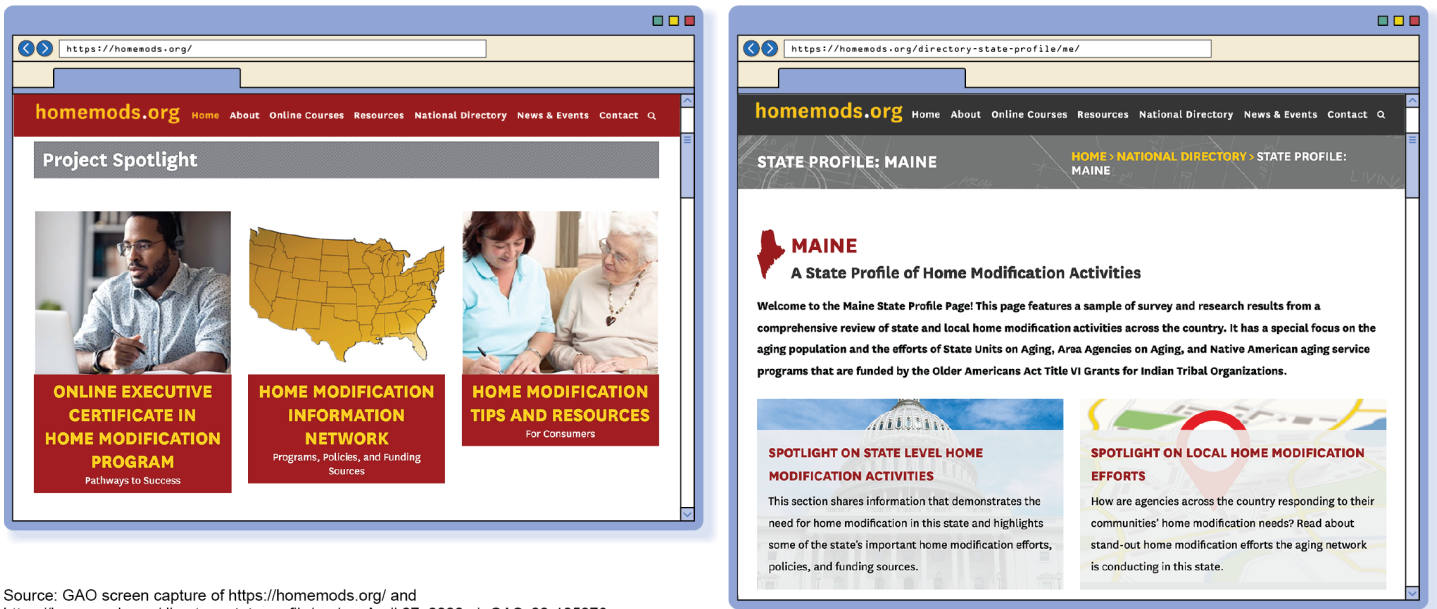 https://homemods.org/
homemods.org Home About Online Courses Resources National Directory News & Events Contact
Project Spotlight
ONLINE EXECUTIVE
CERTIFICATE IN
HOME MODIFICATION
PROGRAM
Pathways to Success
HOME MODIFICATION
INFORMATION
NETWORK
Programs, Policies, and Funding
Sources
HOME MODIFICATION
TIPS AND RESOURCES
For Consumers
https://homemods.org/directory-state-profile/me/
homemods.org Home About Online Courses Resources National Directory News & Events Contact
STATE PROFILE: MAINE
HOME > NATIONAL DIRECTORY > STATE PROFILE:
MAINE
LIVIN
MAINE
A State Profile of Home Modification Activities
Welcome to the Maine State Profile Page! This page features a sample of survey and research results from a
comprehensive review of state and local home modification activities across the country. It has a special focus on the
aging population and the efforts of State Units on Aging, Area Agencies on Aging, and Native American aging service
programs that are funded by the Older Americans Act Title VI Grants for Indian Tribal Organizations.
SPOTLIGHT ON STATE LEVEL HOME
MODIFICATION ACTIVITIES
This section shares information that demonstrates the
need for home modification in this state and highlights
some of the state's important home modification efforts,
policies, and funding sources.
SPOTLIGHT ON LOCAL HOME MODIFICATION
EFFORTS
How are agencies across the country responding to their
communities' home modification needs? Read about
stand-out home modification efforts the aging network
is conducting in this state.
Source: GAO screen capture of https://homemods.org/ and